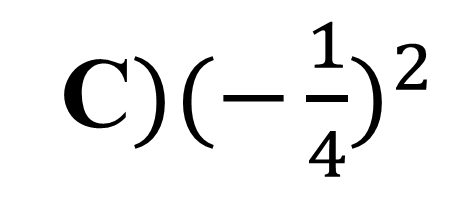 C) (− 1/4)²